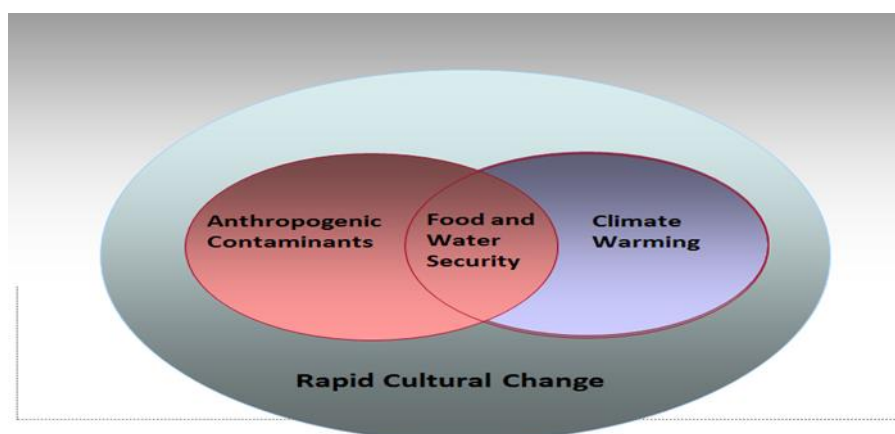 Anthropogenic
Contaminants
Food and
Water
Security
Climate
Warming
Rapid Cultural Change